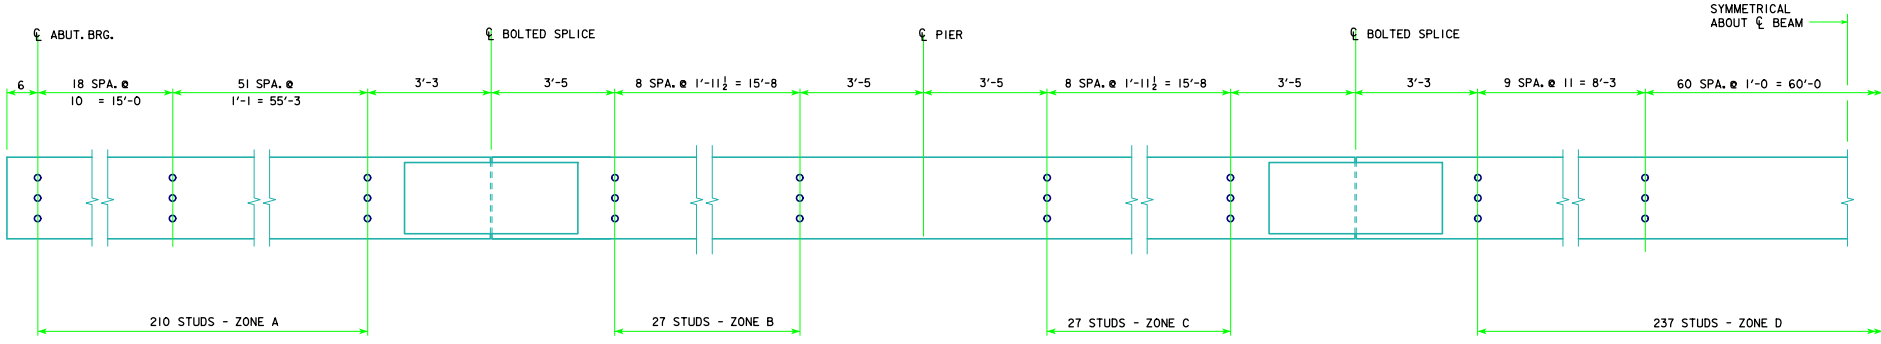 SYMMETRICAL
ABOUT ℄ BEAM
℄ ABUT. BRG.
℄ BOLTED SPLICE
℄ PIER
℄ BOLTED SPLICE
6
18 SPA. @
10 = 15'-0
51 SPA. @
1'-1 = 55'-3
3'-3
3'-5
8 SPA. @ 1'-11½ = 15'-8
3'-5
3'-5
8 SPA. @ 1'-11½ = 15'-8
3'-5
3'-3
9 SPA. @ 11 = 8'-3
60 SPA. @ 1'-0 = 60'-0
210 STUDS - ZONE A
27 STUDS - ZONE B
27 STUDS - ZONE C
237 STUDS - ZONE D